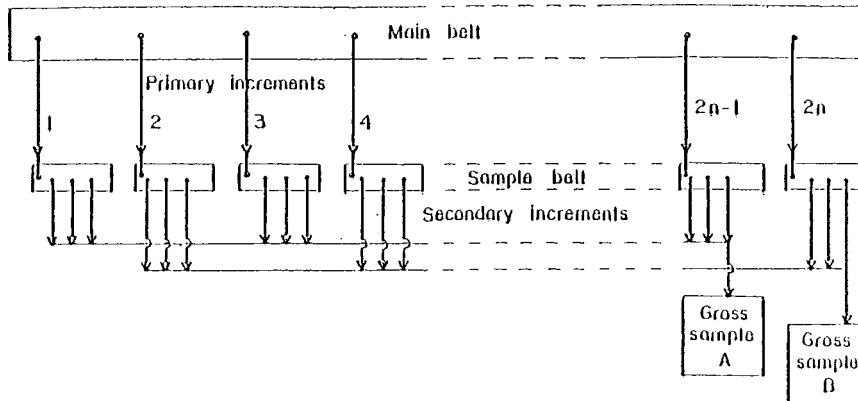 Main belt
Primary increments
1
2
3
4
2n-1
2n
Sample belt
Secondary increments
Gross
sample
A
Gross
sample
B